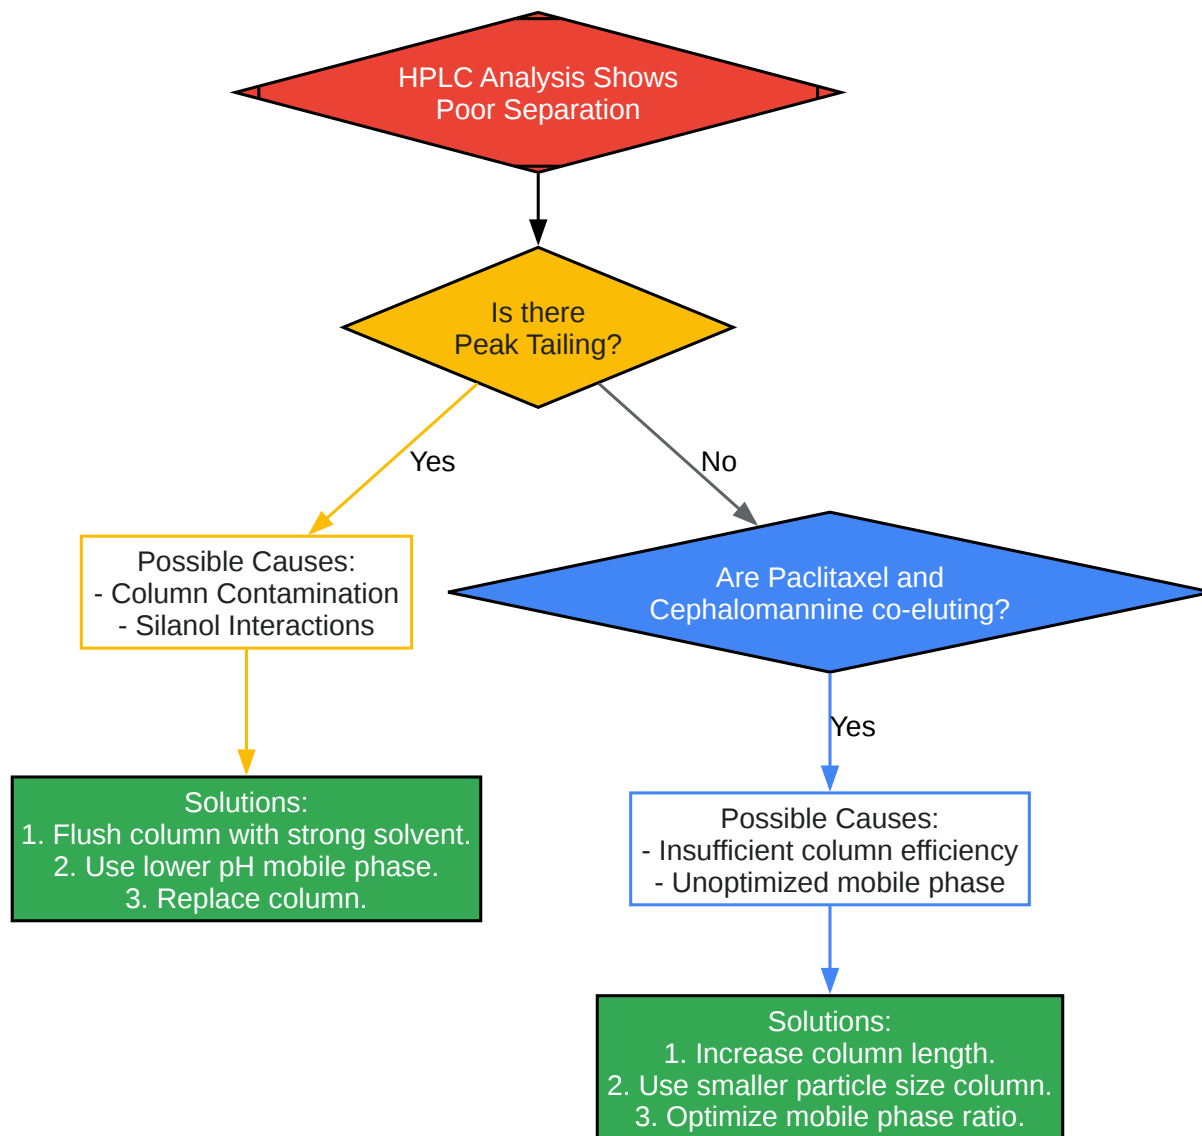 HPLC Analysis Shows
Poor Separation
Is there
Peak Tailing?
Yes
No
Possible Causes:
- Column Contamination
- Silanol Interactions
Are Paclitaxel and
Cephalomannine co-eluting?
Yes
Solutions:
1. Flush column with strong solvent.
2. Use lower pH mobile phase.
3. Replace column.
Possible Causes:
- Insufficient column efficiency
- Unoptimized mobile phase
Solutions:
1. Increase column length.
2. Use smaller particle size column.
3. Optimize mobile phase ratio.